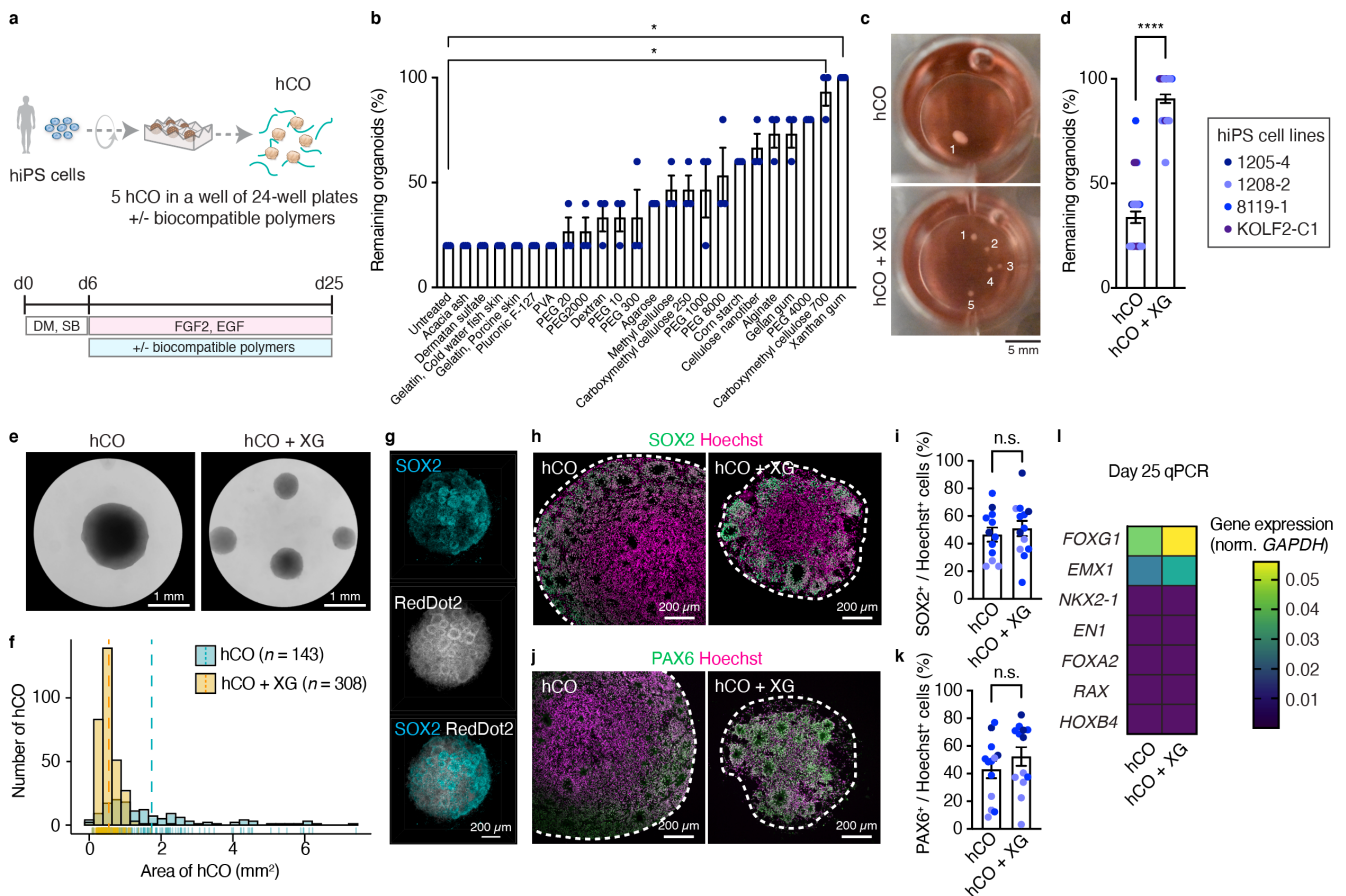 a
hiPS cells
hCO
5 hCO in a well of 24-well plates
+/- biocompatible polymers
d0
d6
d25
DM, SB
FGF2, EGF
+/- biocompatible polymers
b
*
*
Remaining organoids (%)
100
50
0
Untreated
Acacia ash
Dermatan sulfate
Gelatin, Cold water fish skin
Gelatin, Porcine skin
Pluronic F-127
PVA
PEG 20
PEG2000
Dextran
PEG 10
PEG 300
Agarose
Methyl cellulose
Carboxymethyl cellulose 250
PEG 1000
PEG 8000
Corn starch
Cellulose nanofiber
Alginate
Gellan gum
PEG 4000
Carboxymethyl cellulose 700
Xanthan gum
c
hCO
1
hCO + XG
1
2
3
4
5
5 mm
d
****
Remaining organoids (%)
100
50
0
hCO
hCO + XG
hiPS cell lines
1205-4
1208-2
8119-1
KOLF2-C1
e
hCO
1 mm
hCO + XG
1 mm
f
Number of hCO
100
50
0
0
2
4
6
Area of hCO (mm²)
hCO (n = 143)
hCO + XG (n = 308)
g
SOX2
RedDot2
SOX2 RedDot2
200 µm
h
SOX2 Hoechst
hCO
200 µm
hCO + XG
200 µm
i
n.s.
SOX2⁺ / Hoechst⁺ cells (%)
100
80
60
40
20
0
hCO
hCO + XG
j
PAX6 Hoechst
hCO
200 µm
hCO + XG
200 µm
k
n.s.
PAX6⁺ / Hoechst⁺ cells (%)
100
80
60
40
20
0
hCO
hCO + XG
l
Day 25 qPCR
FOXG1
EMX1
NKX2-1
EN1
FOXA2
RAX
HOXB4
hCO
hCO + XG
Gene expression
(norm. GAPDH)
0.05
0.04
0.03
0.02
0.01